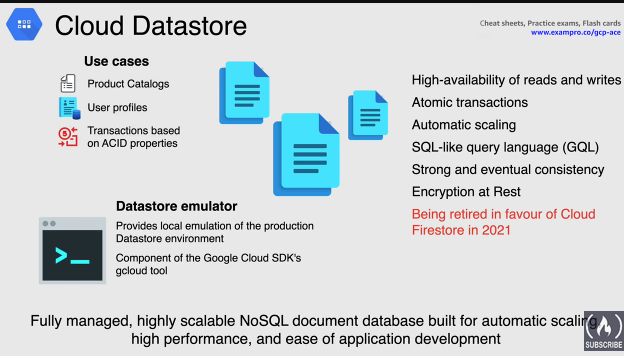 Cloud Datastore
Cheat sheets, Practice exams, Flash cards
www.exampro.co/gcp-ace
Use cases
Product Catalogs
User profiles
Transactions based
on ACID properties
High-availability of reads and writes
Atomic transactions
Automatic scaling
SQL-like query language (GQL)
Strong and eventual consistency
Encryption at Rest
Being retired in favour of Cloud
Firestore in 2021
Datastore emulator
Provides local emulation of the production
Datastore environment
Component of the Google Cloud SDK's
gcloud tool
Fully managed, highly scalable NoSQL document database built for automatic scaling,
high performance, and ease of application development
SUBSCRIBE